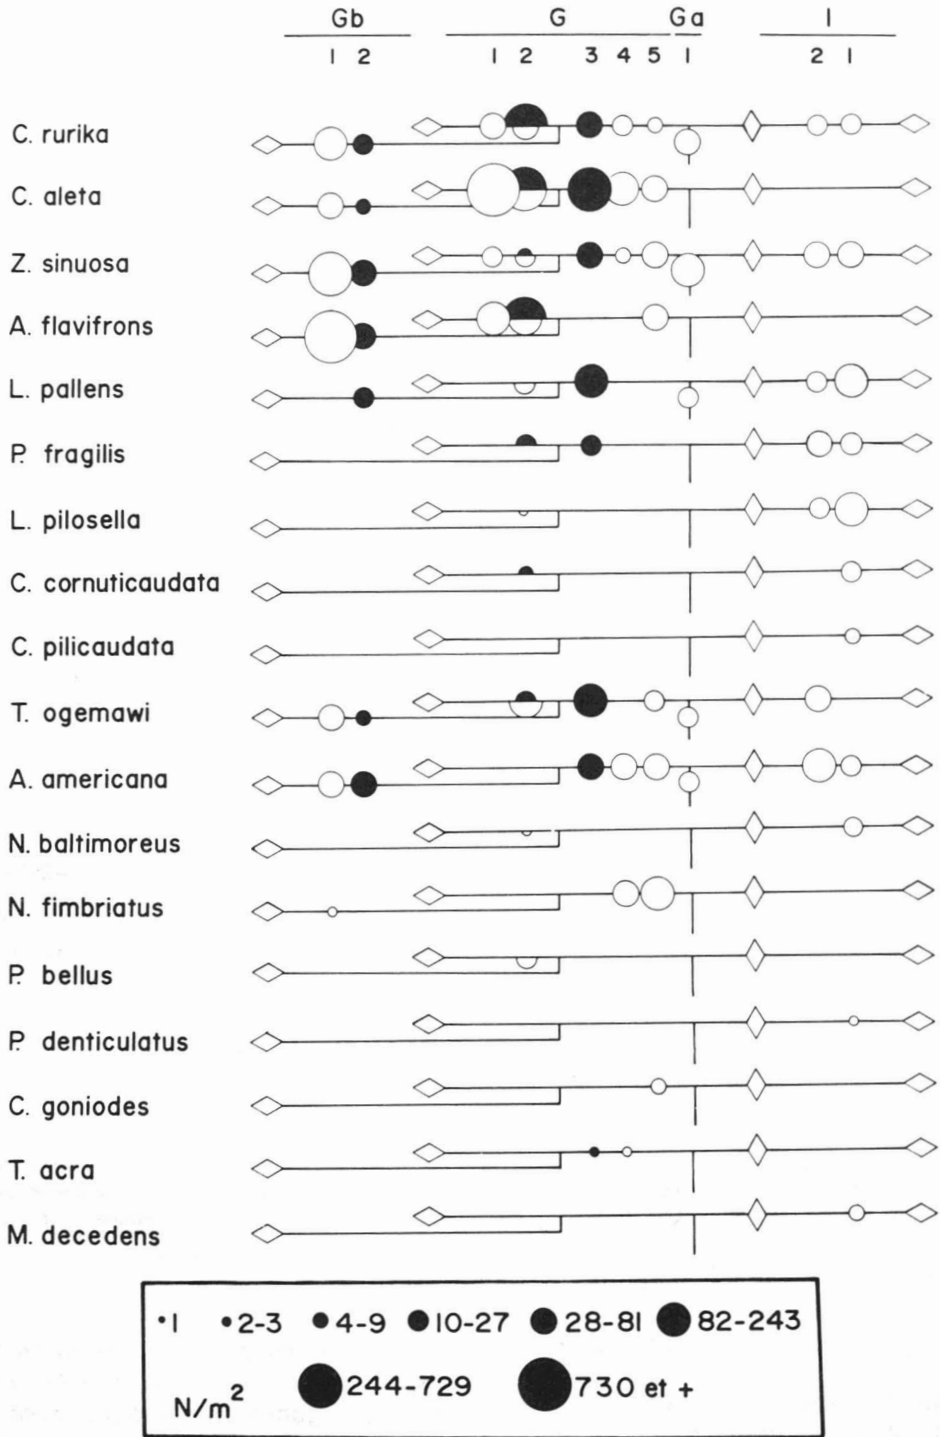 Gb G Ga I
1 2 1 2 3 4 5 1 2 1
C. rurika
C. aleta
Z. sinuosa
A. flavifrons
L. pallens
P. fragilis
L. pilosella
C. cornuticaudata
C. pilicaudata
T. ogemawi
A. americana
N. baltimoreus
N. fimbriatus
P. bellus
P. denticulatus
C. goniodes
T. acra
M. decedens
1 2-3 4-9 10-27 28-81 82-243
N/m² 244-729 730 et +